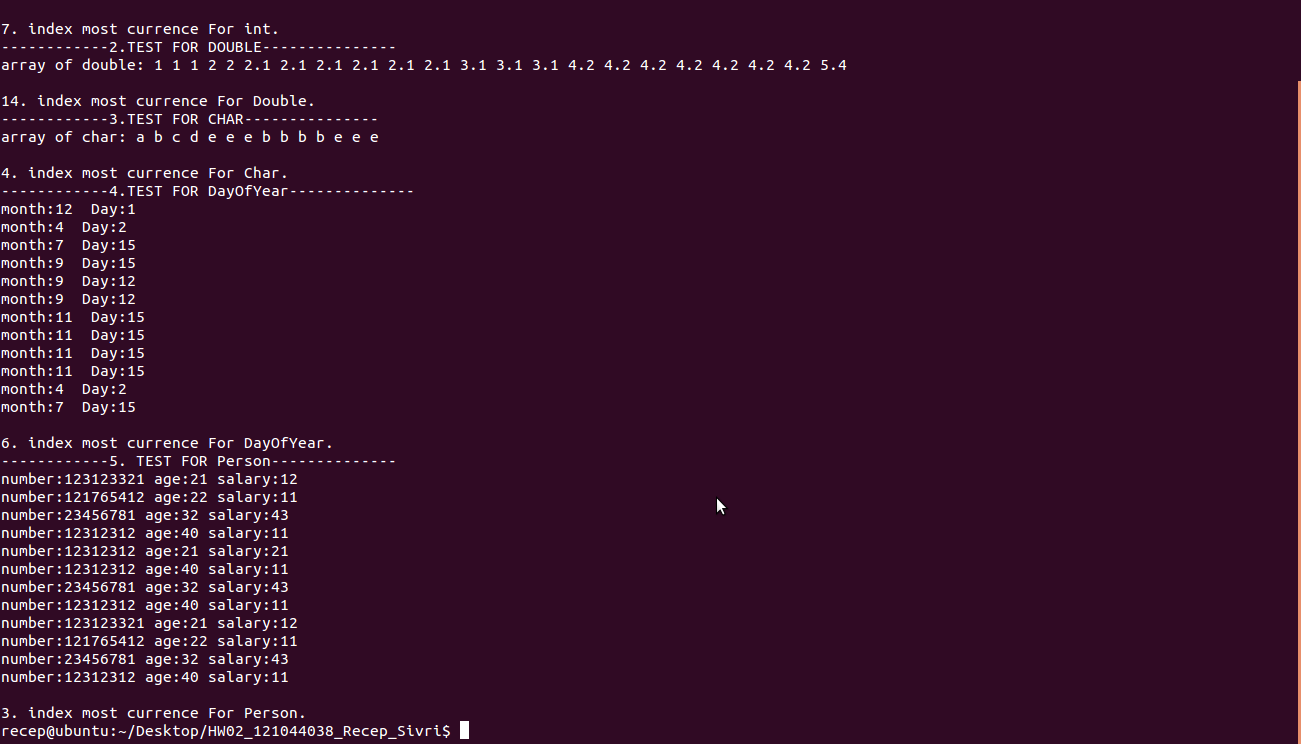 7. index most currence For int.
------------2.TEST FOR DOUBLE---------------
array of double: 1 1 1 2 2 2.1 2.1 2.1 2.1 2.1 2.1 3.1 3.1 3.1 4.2 4.2 4.2 4.2 4.2 4.2 4.2 5.4
14. index most currence For Double.
------------3.TEST FOR CHAR---------------
array of char: a b c d e e e b b b b e e e
4. index most currence For Char.
------------4.TEST FOR DayOfYear--------------
month:12  Day:1
month:4  Day:2
month:7  Day:15
month:9  Day:15
month:9  Day:12
month:9  Day:12
month:11  Day:15
month:11  Day:15
month:11  Day:15
month:11  Day:15
month:4  Day:2
month:7  Day:15
6. index most currence For DayOfYear.
------------5. TEST FOR Person--------------
number:123123321 age:21 salary:12
number:121765412 age:22 salary:11
number:23456781 age:32 salary:43
number:12312312 age:40 salary:11
number:12312312 age:21 salary:21
number:12312312 age:40 salary:11
number:23456781 age:32 salary:43
number:12312312 age:40 salary:11
number:123123321 age:21 salary:12
number:121765412 age:22 salary:11
number:23456781 age:32 salary:43
number:12312312 age:40 salary:11
3. index most currence For Person.
recep@ubuntu:~/Desktop/HW02_121044038_Recep_Sivri$